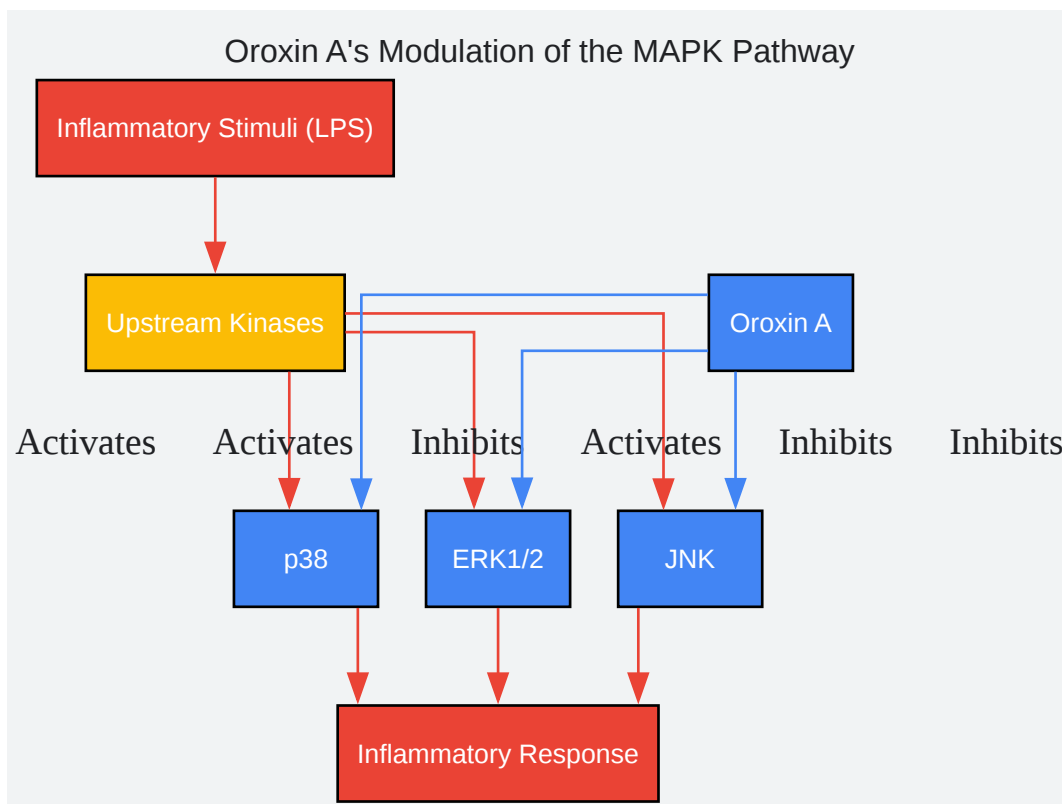 Oroxin A's Modulation of the MAPK Pathway
Inflammatory Stimuli (LPS)
Upstream Kinases
Oroxin A
Activates
Activates
Inhibits
Activates
Inhibits
Inhibits
p38
ERK1/2
JNK
Inflammatory Response